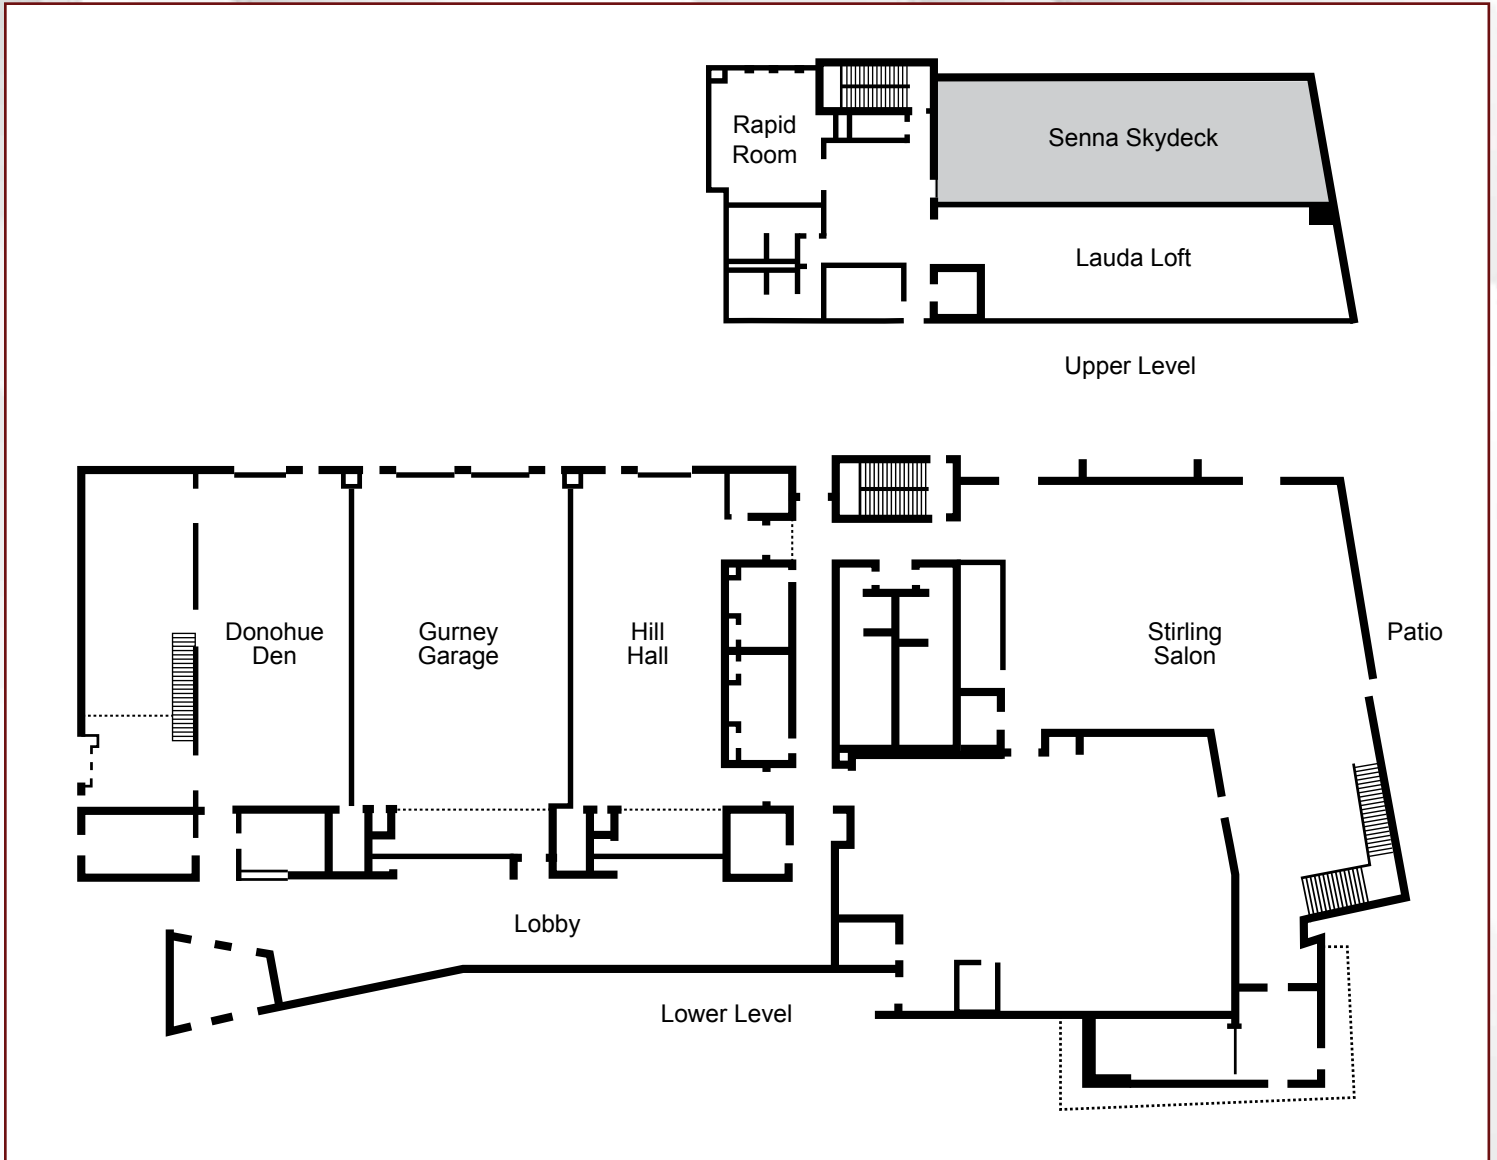 Rapid
Room
Senna Skydeck
Lauda Loft
Upper Level
Donohue
Den
Gurney
Garage
Hill
Hall
Stirling
Salon
Patio
Lobby
Lower Level